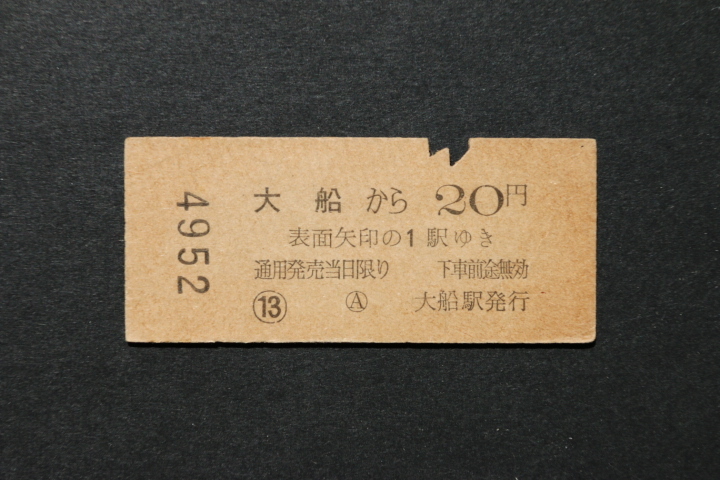 4952
大船から20円
表面矢印の1駅ゆき
通用発売当日限り 下車前途無効
⑬ Ⓐ 大船駅発行